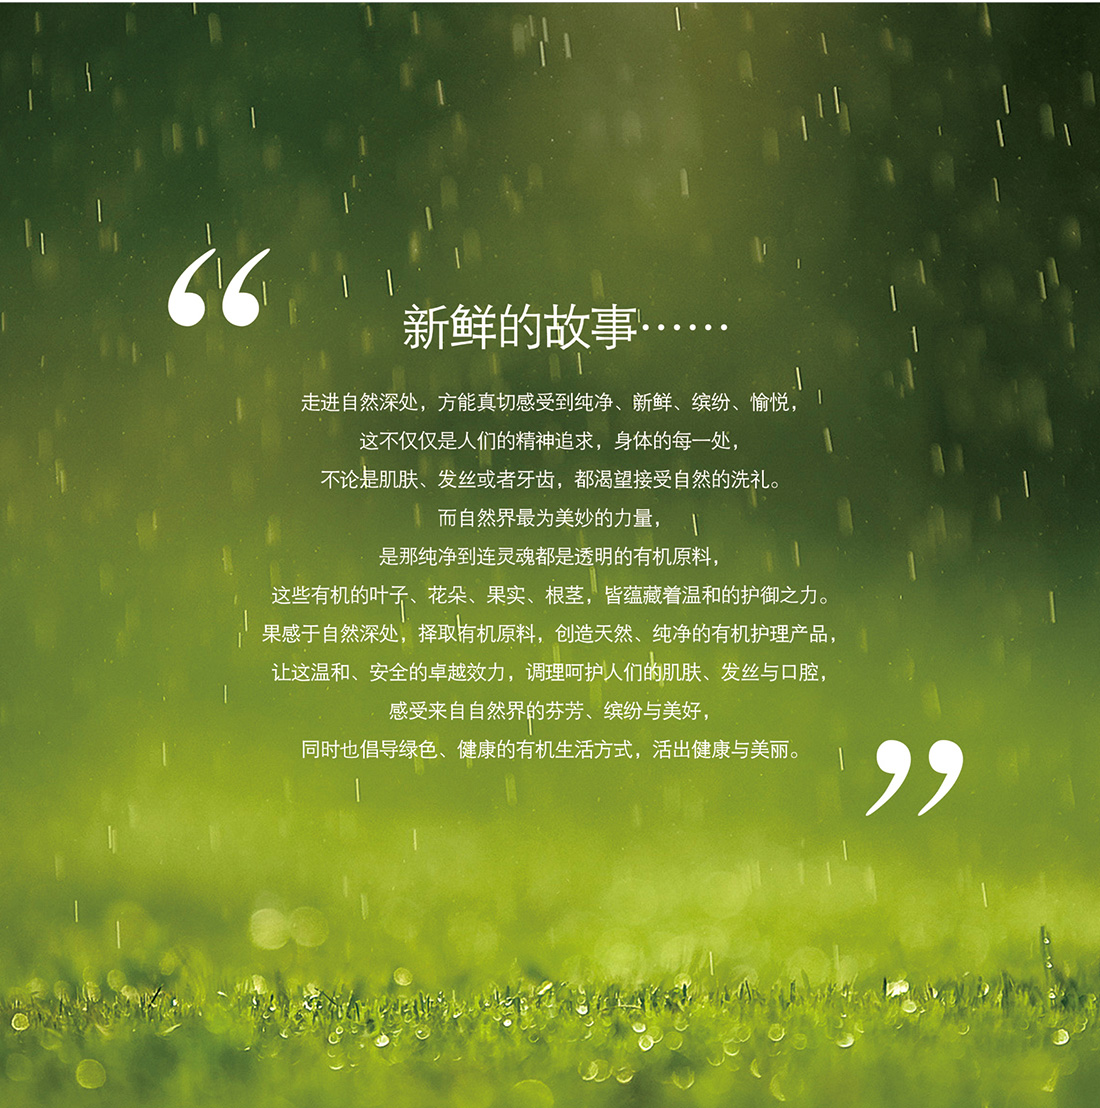 “
新鲜的故事……
走进自然深处，方能真切感受到纯净、新鲜、缤纷、愉悦，
这不仅仅是人们的精神追求，身体的每一处，
不论是肌肤、发丝或者牙齿，都渴望接受自然的洗礼。
而自然界最为美妙的力量，
是那纯净到连灵魂都是透明的有机原料，
这些有机的叶子、花朵、果实、根茎，皆蕴藏着温和的护御之力。
果感于自然深处，择取有机原料，创造天然、纯净的有机护理产品，
让这温和、安全的卓越效力，调理呵护人们的肌肤、发丝与口腔，
感受来自自然界的芬芳、缤纷与美好，
同时也倡导绿色、健康的有机生活方式，活出健康与美丽。
”